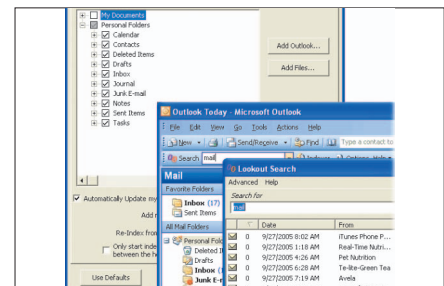 My Documents
Personal Folders
Calendar
Contacts
Deleted Items
Drafts
Inbox
Journal
Junk E-mail
Notes
Sent Items
Tasks
Add Outlook...
Add Files...
Automatically Update my
Add n
Re-Index from
Only start inde
between the h
Use Defaults
Outlook Today - Microsoft Outlook
File Edit View Go Tools Actions Help
New Send/Receive Find Type a contact to
Search mail Options Help
Mail
Favorite Folders
Inbox (17)
Sent Items
All Mail Folders
Personal Fold
Deleted It
Drafts
Inbox (
Junk E-r
Lookout Search
Advanced Help
Search for
mail
Date From
0 9/27/2005 8:02 AM iTunes Phone P...
0 9/27/2005 1:18 AM Real-Time Nutri...
0 9/27/2005 4:26 AM Pet Nutrition
0 9/27/2005 6:28 AM Te-lite-Green Tea
0 9/27/2005 7:19 AM Avela